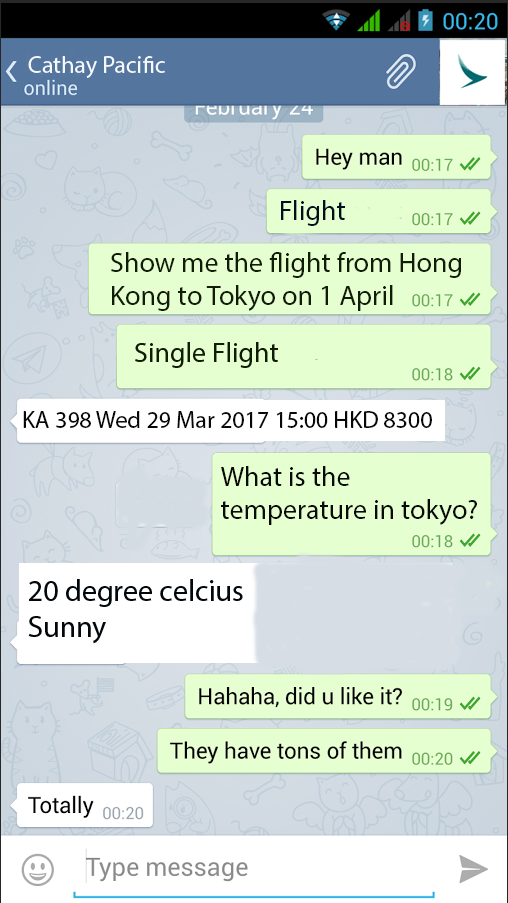 00:20
Cathay Pacific
online
February 24
Hey man 00:17
Flight 00:17
Show me the flight from Hong
Kong to Tokyo on 1 April 00:17
Single Flight
00:18
KA 398 Wed 29 Mar 2017 15:00 HKD 8300
What is the
temperature in tokyo?
00:18
20 degree celcius
Sunny
Hahaha, did u like it? 00:19
They have tons of them 00:20
Totally 00:20
Type message